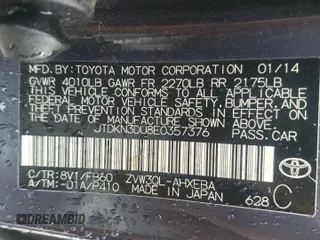 MFD. BY: TOYOTA MOTOR CORPORATION 01/14
GVWR 4010LB GAWR FR 2270LB RR 2175LB
THIS VEHICLE CONFORMS TO ALL APPLICABLE
FEDERAL MOTOR VEHICLE SAFETY, BUMPER, AND
THEFT PREVENTION STANDARDS IN EFFECT ON
THE DATE OF MANUFACTURE SHOWN ABOVE.
JTDKN3DU8E0357376 PASS. CAR
C/TR: 8V1/FB60 ZVW30L-AHXEBA
A/TM: -01A/P410 MADE IN JAPAN
628 C
TOYOTA
DREAMBID